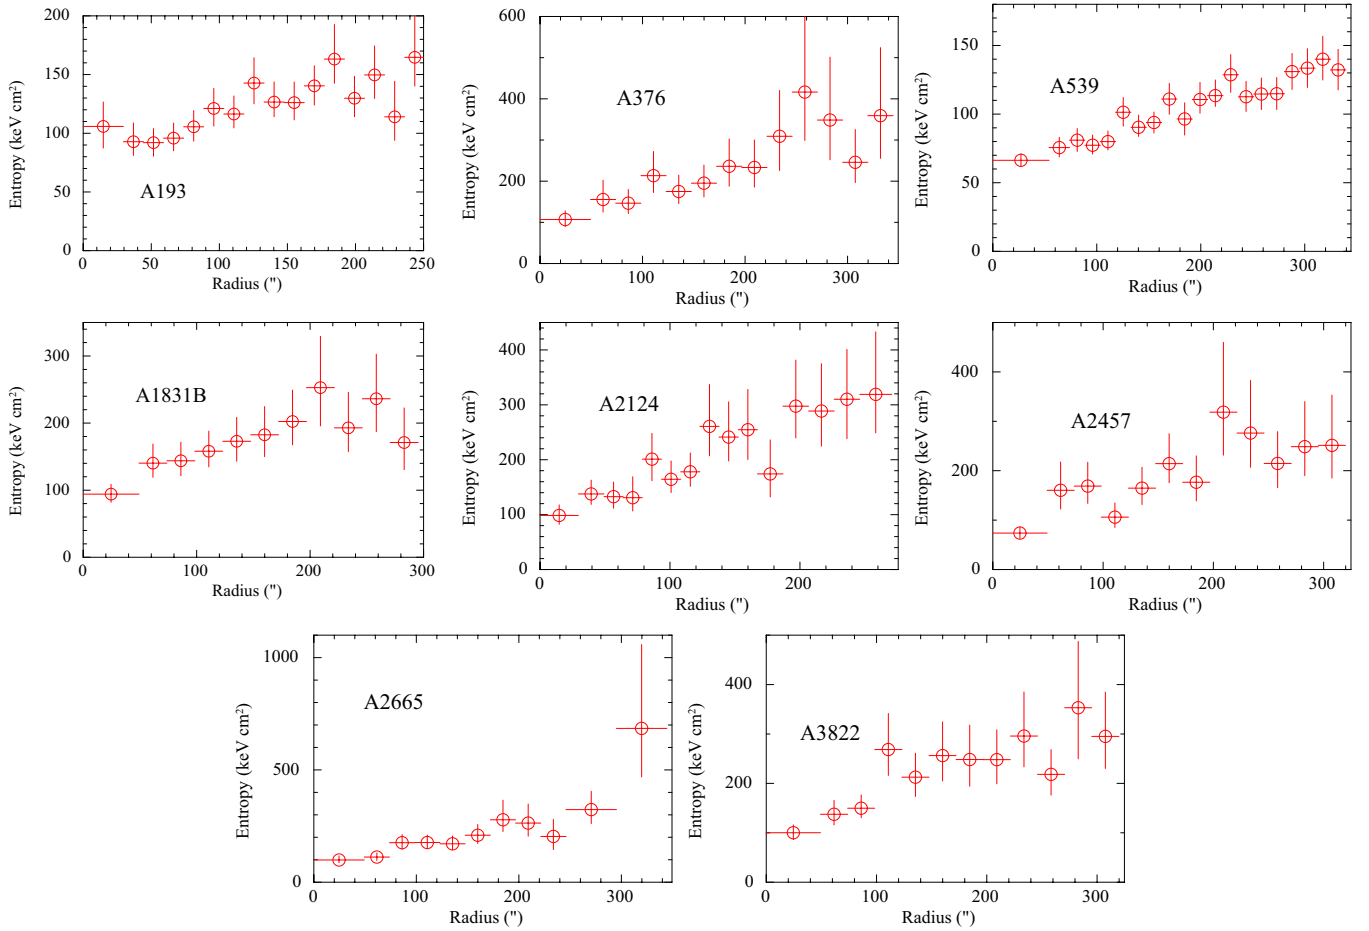 200
150
100
50
0
Entropy (keV cm²)
A193
0 50 100 150 200 250
Radius (")
600
400
200
0
Entropy (keV cm²)
A376
0 100 200 300
Radius (")
150
100
50
0
Entropy (keV cm²)
A539
0 100 200 300
Radius (")
300
200
100
0
Entropy (keV cm²)
A1831B
0 100 200 300
Radius (")
400
300
200
100
0
Entropy (keV cm²)
A2124
0 100 200
Radius (")
400
200
0
Entropy (keV cm²)
A2457
0 100 200 300
Radius (")
1000
500
0
Entropy (keV cm²)
A2665
0 100 200 300
Radius (")
400
200
0
Entropy (keV cm²)
A3822
0 100 200 300
Radius (")